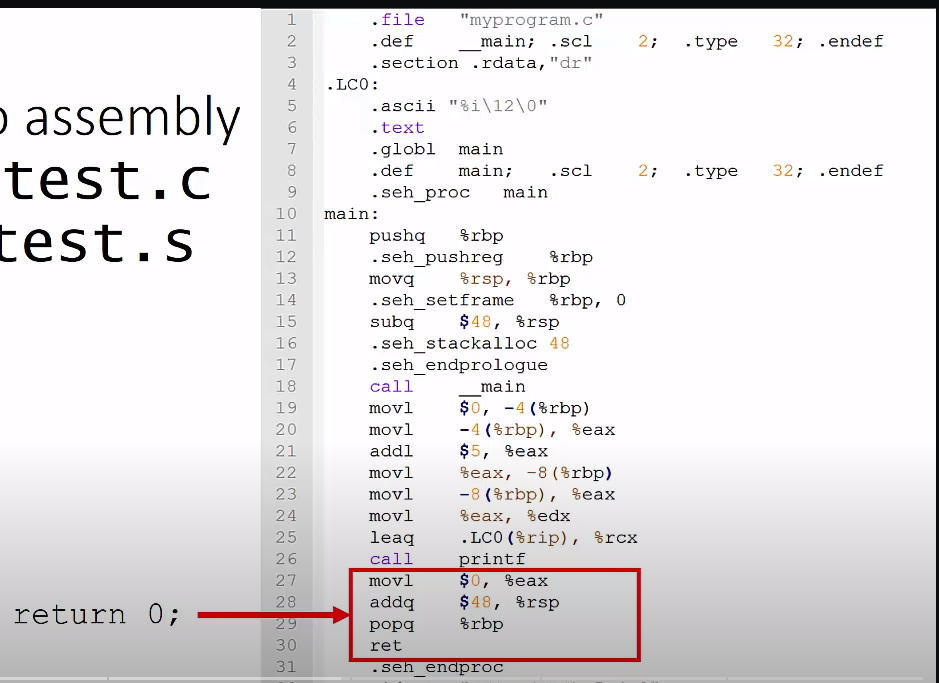 assembly
test.c
test.s
return 0;
1 .file "myprogram.c"
2 .def __main; .scl 2; .type 32; .endef
3 .section .rdata,"dr"
4 .LC0:
5 .ascii "%i\12\0"
6 .text
7 .globl main
8 .def main; .scl 2; .type 32; .endef
9 .seh_proc main
10 main:
11 pushq %rbp
12 .seh_pushreg %rbp
13 movq %rsp, %rbp
14 .seh_setframe %rbp, 0
15 subq $48, %rsp
16 .seh_stackalloc 48
17 .seh_endprologue
18 call __main
19 movl $0, -4(%rbp)
20 movl -4(%rbp), %eax
21 addl $5, %eax
22 movl %eax, -8(%rbp)
23 movl -8(%rbp), %eax
24 movl %eax, %edx
25 leaq .LC0(%rip), %rcx
26 call printf
27 movl $0, %eax
28 addq $48, %rsp
29 popq %rbp
30 ret
31 .seh_endproc